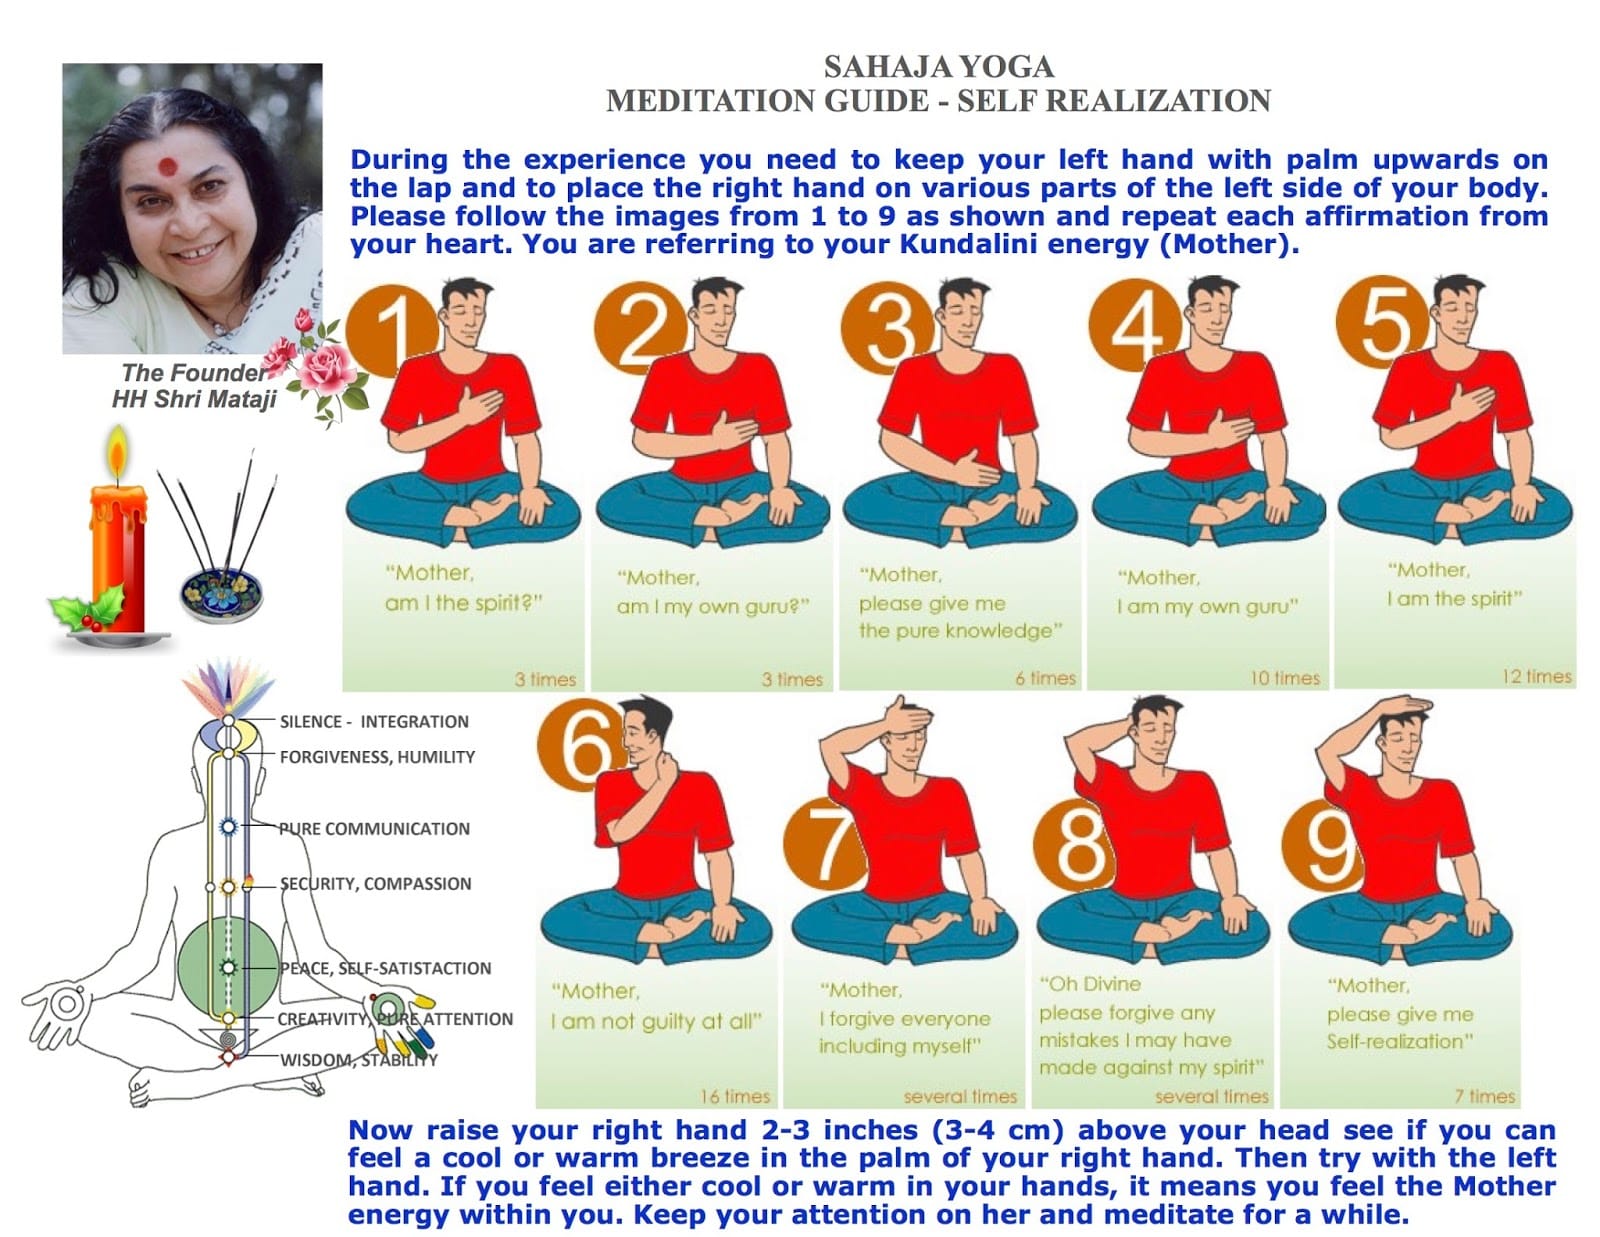 SAHAJA YOGA
MEDITATION GUIDE - SELF REALIZATION
During the experience you need to keep your left hand with palm upwards on
the lap and to place the right hand on various parts of the left side of your body.
Please follow the images from 1 to 9 as shown and repeat each affirmation from
your heart. You are referring to your Kundalini energy (Mother).
The Founder
HH Shri Mataji
1
“Mother,
am I the spirit?”
3 times
2
“Mother,
am I my own guru?”
3 times
3
“Mother,
please give me
the pure knowledge”
6 times
4
“Mother,
I am my own guru”
10 times
5
“Mother,
I am the spirit”
12 times
SILENCE - INTEGRATION
FORGIVENESS, HUMILITY
PURE COMMUNICATION
SECURITY, COMPASSION
PEACE, SELF-SATISTACTION
CREATIVITY, PURE ATTENTION
WISDOM, STABILITY
6
“Mother,
I am not guilty at all”
16 times
7
“Mother,
I forgive everyone
including myself”
several times
8
“Oh Divine
please forgive any
mistakes I may have
made against my spirit”
several times
9
“Mother,
please give me
Self-realization”
7 times
Now raise your right hand 2-3 inches (3-4 cm) above your head see if you can
feel a cool or warm breeze in the palm of your right hand. Then try with the left
hand. If you feel either cool or warm in your hands, it means you feel the Mother
energy within you. Keep your attention on her and meditate for a while.